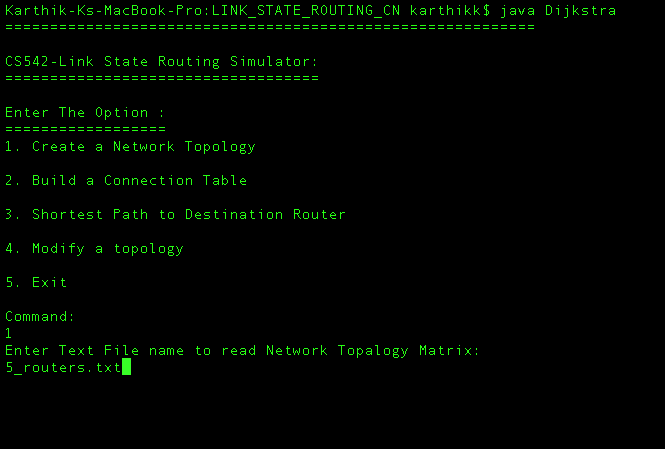 Karthik-Ks-MacBook-Pro:LINK_STATE_ROUTING_CN karthikk$ java Dijkstra
===========================================================
CS542-Link State Routing Simulator:
===================================
Enter The Option :
==================
1. Create a Network Topology
2. Build a Connection Table
3. Shortest Path to Destination Router
4. Modify a topology
5. Exit
Command:
1
Enter Text File name to read Network Topalogy Matrix:
5_routers.txt